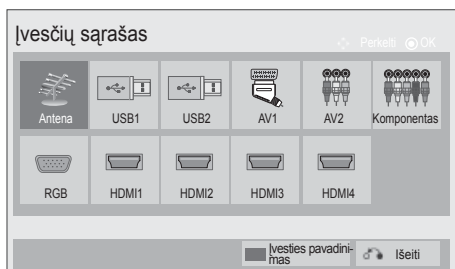 Įvesčių sąrašas
Perkelti OK
Antena USB1 USB2 AV1 AV2 Komponentas
RGB HDMI1 HDMI2 HDMI3 HDMI4
Įvesties pavadini-
mas
Išeiti